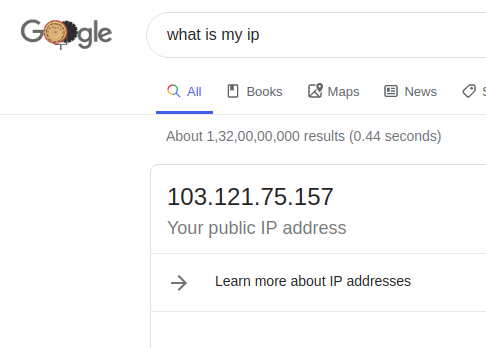 Google
what is my ip
All Books Maps News
About 1,32,00,00,000 results (0.44 seconds)
103.121.75.157
Your public IP address
Learn more about IP addresses